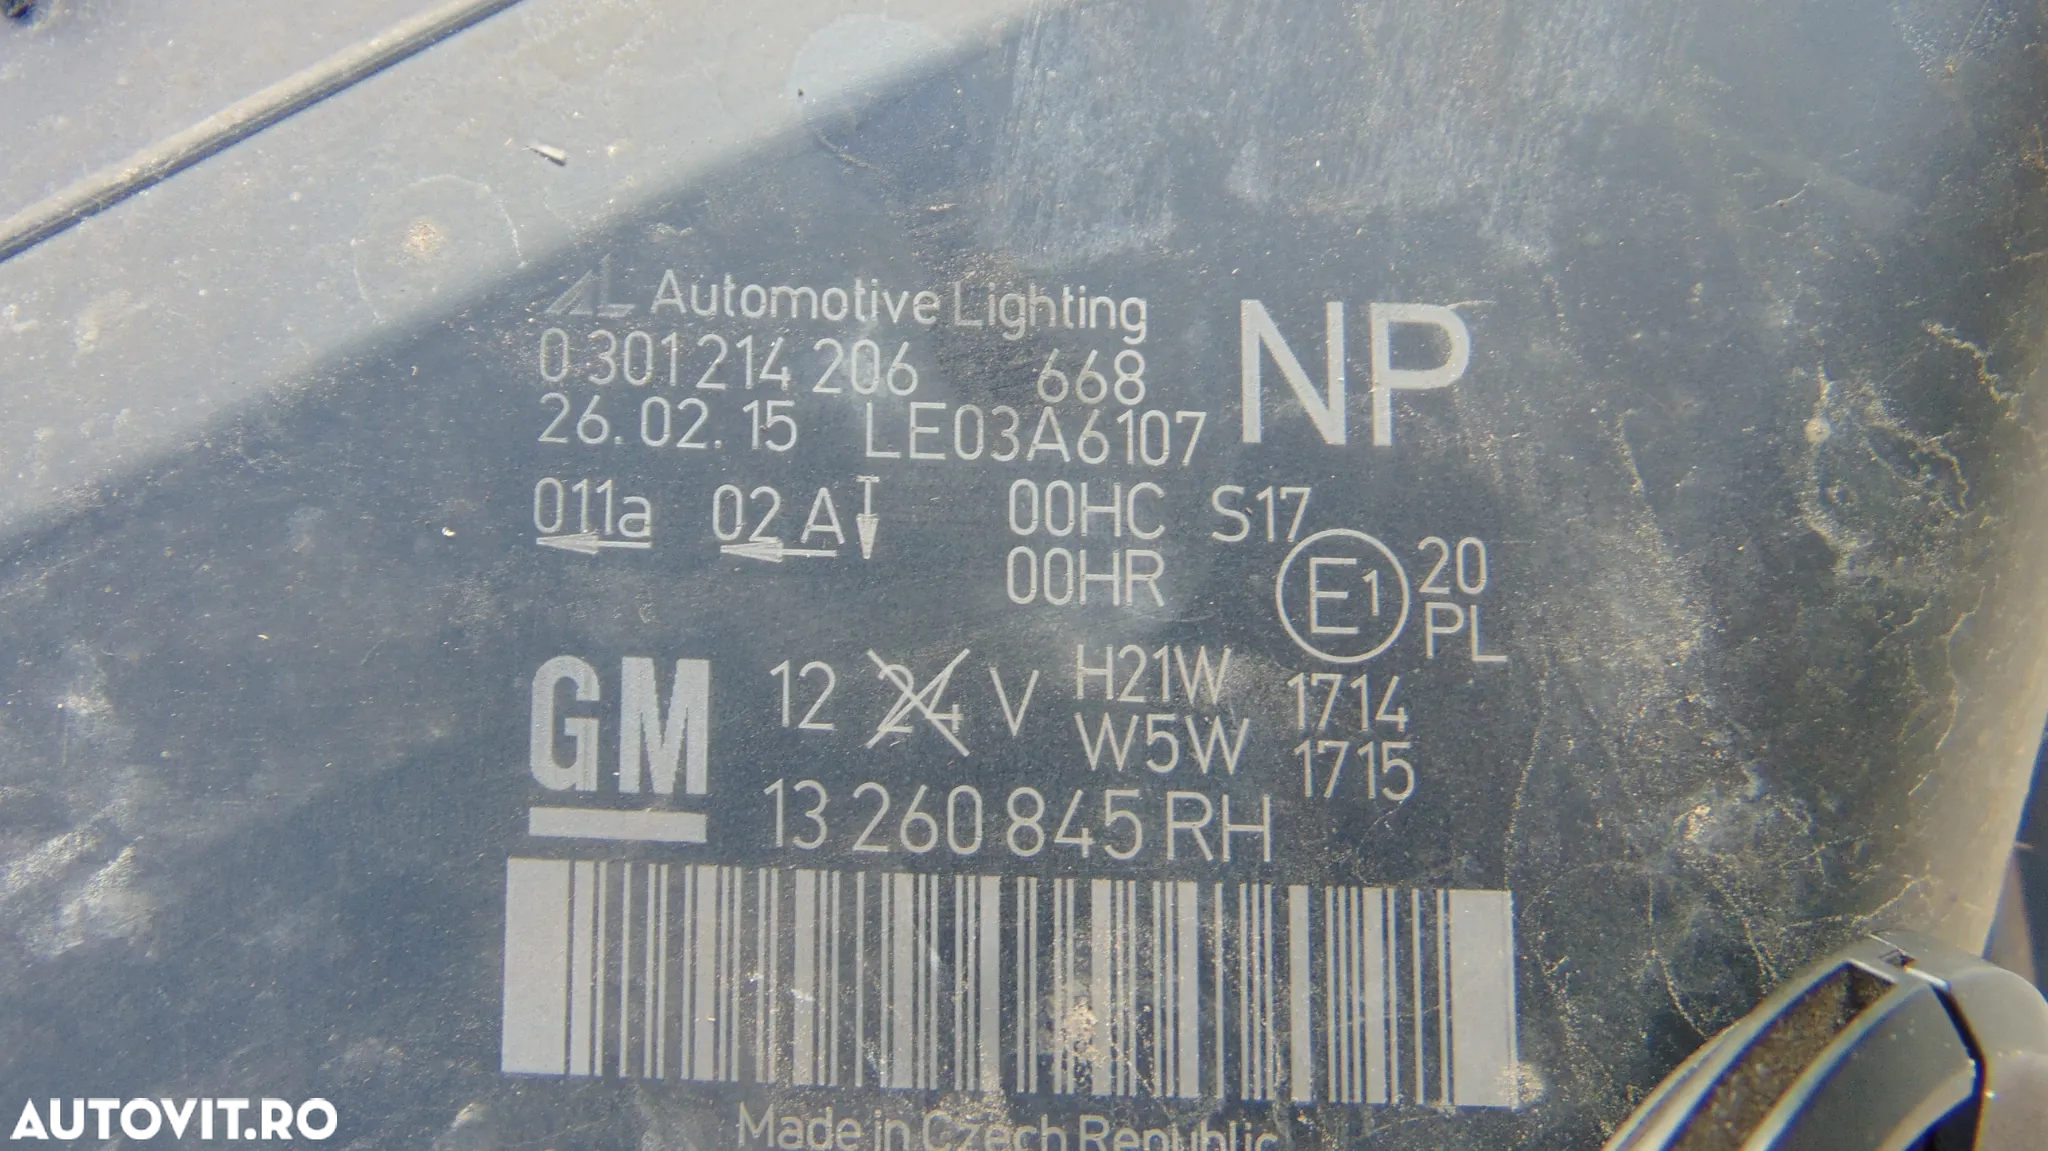 AL Automotive Lighting
0 301 214 206 668 NP
26.02.15 LE03A6107
011a 02 A 00HC S17
00HR E1 20
PL
GM 12 24 V H21W 1714
W5W 1715
13 260 845 RH
Made in Czech Republic
AUTOVIT.RO